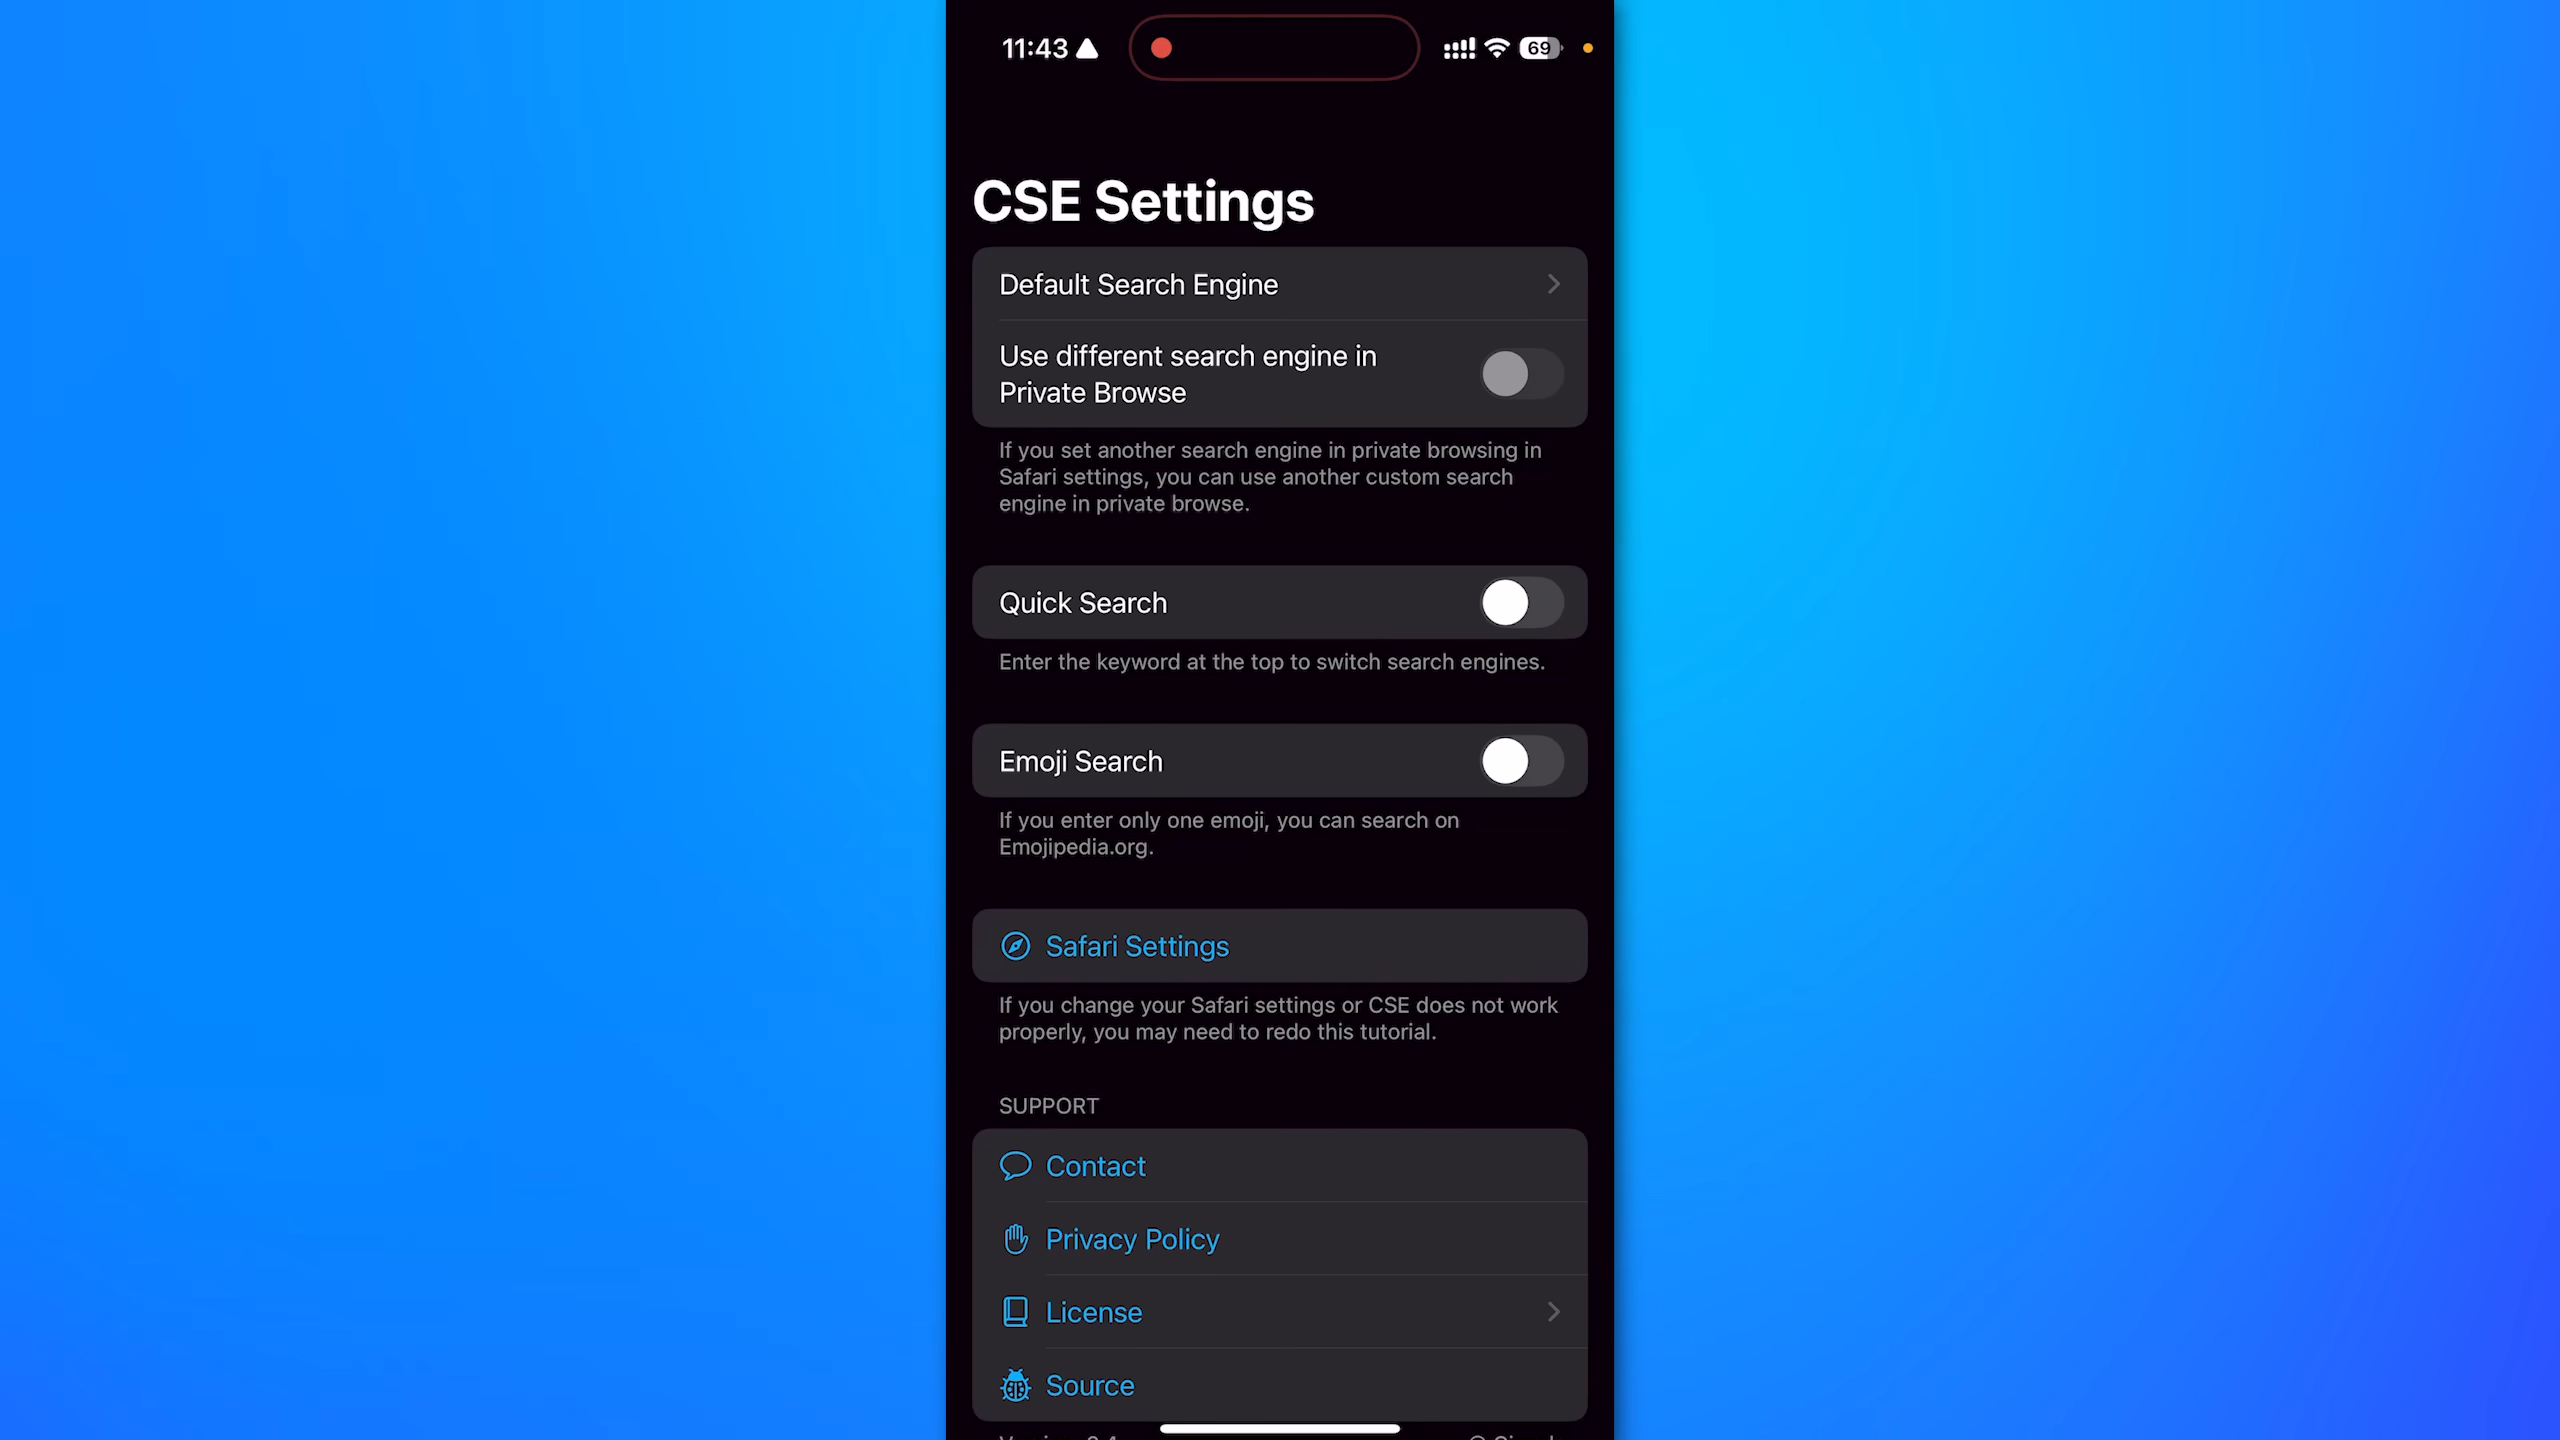 11:43
69
CSE Settings
Default Search Engine
Use different search engine in
Private Browse
If you set another search engine in private browsing in
Safari settings, you can use another custom search
engine in private browse.
Quick Search
Enter the keyword at the top to switch search engines.
Emoji Search
If you enter only one emoji, you can search on
Emojipedia.org.
Safari Settings
If you change your Safari settings or CSE does not work
properly, you may need to redo this tutorial.
SUPPORT
Contact
Privacy Policy
License
Source